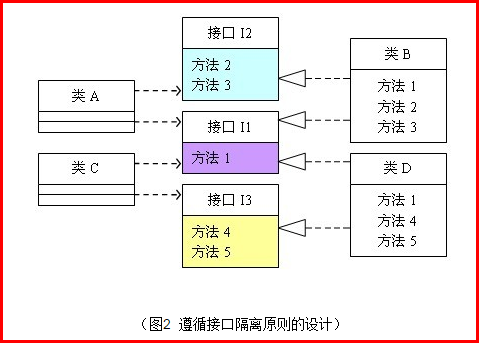 接口 I2
方法 2
方法 3
类 A
接口 I1
方法 1
类 C
接口 I3
方法 4
方法 5
类 B
方法 1
方法 2
方法 3
类 D
方法 1
方法 4
方法 5
（图2 遵循接口隔离原则的设计）